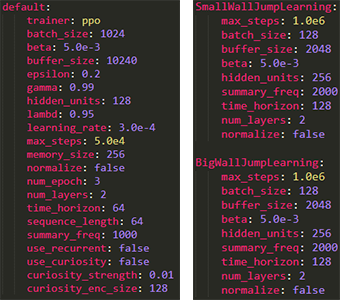 default:
trainer: ppo
batch_size: 1024
beta: 5.0e-3
buffer_size: 10240
epsilon: 0.2
gamma: 0.99
hidden_units: 128
lambd: 0.95
learning_rate: 3.0e-4
max_steps: 5.0e4
memory_size: 256
normalize: false
num_epoch: 3
num_layers: 2
time_horizon: 64
sequence_length: 64
summary_freq: 1000
use_recurrent: false
use_curiosity: false
curiosity_strength: 0.01
curiosity_enc_size: 128
SmallWallJumpLearning:
max_steps: 1.0e6
batch_size: 128
buffer_size: 2048
beta: 5.0e-3
hidden_units: 256
summary_freq: 2000
time_horizon: 128
num_layers: 2
normalize: false
BigWallJumpLearning:
max_steps: 1.0e6
batch_size: 128
buffer_size: 2048
beta: 5.0e-3
hidden_units: 256
summary_freq: 2000
time_horizon: 128
num_layers: 2
normalize: false